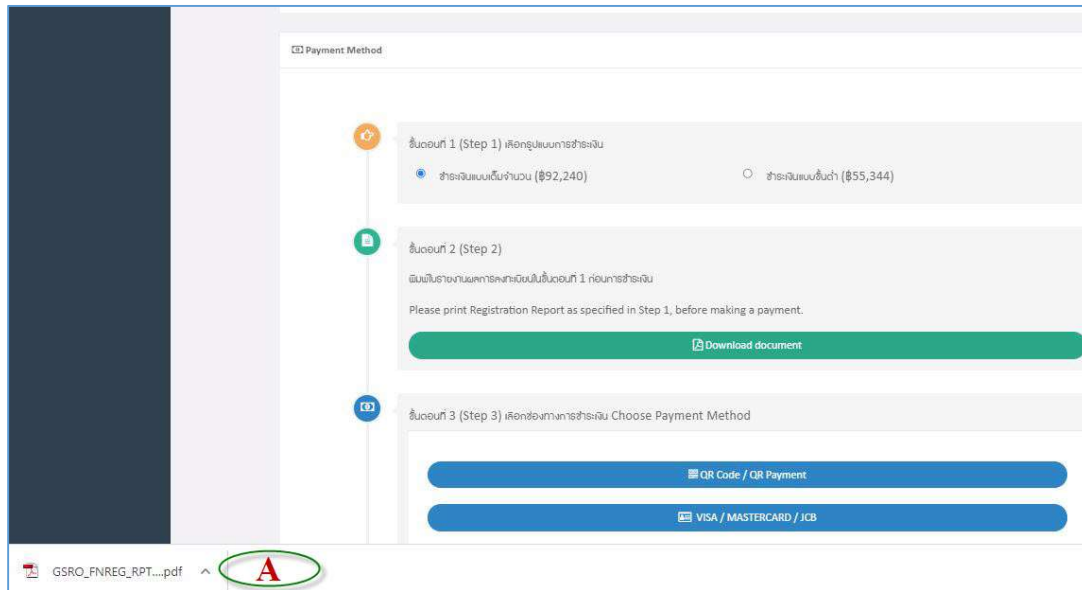 Payment Method
ขั้นตอนที่ 1 (Step 1) เลือกรูปแบบการชำระเงิน
ชำระเงินแบบเต็มจำนวน (฿92,240)
ชำระเงินแบบขั้นต่ำ (฿55,344)
ขั้นตอนที่ 2 (Step 2)
พิมพ์ใบรายงานผลการลงทะเบียนในขั้นตอนที่ 1 ก่อนการชำระเงิน
Please print Registration Report as specified in Step 1, before making a payment.
Download document
ขั้นตอนที่ 3 (Step 3) เลือกช่องทางการชำระเงิน Choose Payment Method
QR Code / QR Payment
VISA / MASTERCARD / JCB
GSRO_FNREG_RPT....pdf
A